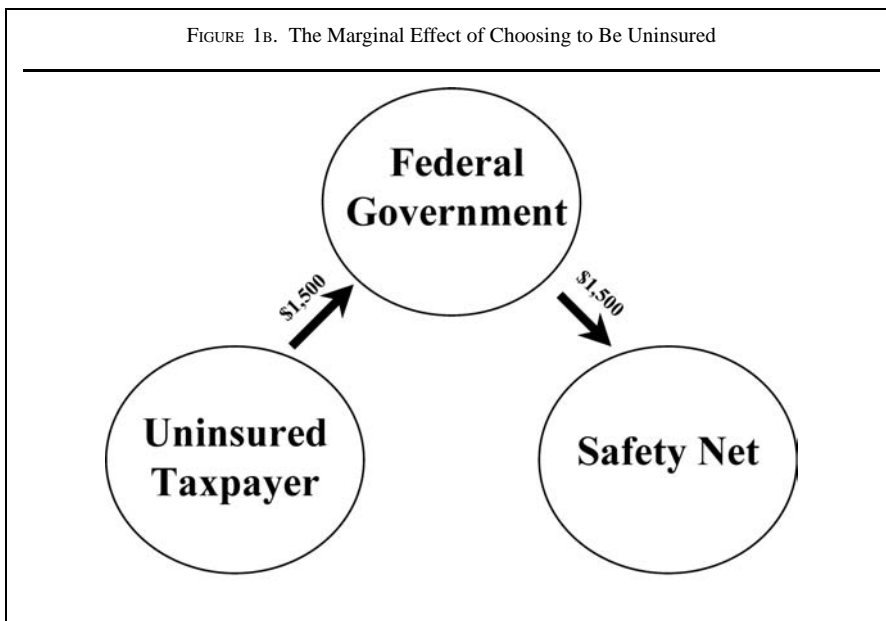 FIGURE 1B. The Marginal Effect of Choosing to Be Uninsured
Federal
Government
$1,500
$1,500
Uninsured
Taxpayer
Safety Net